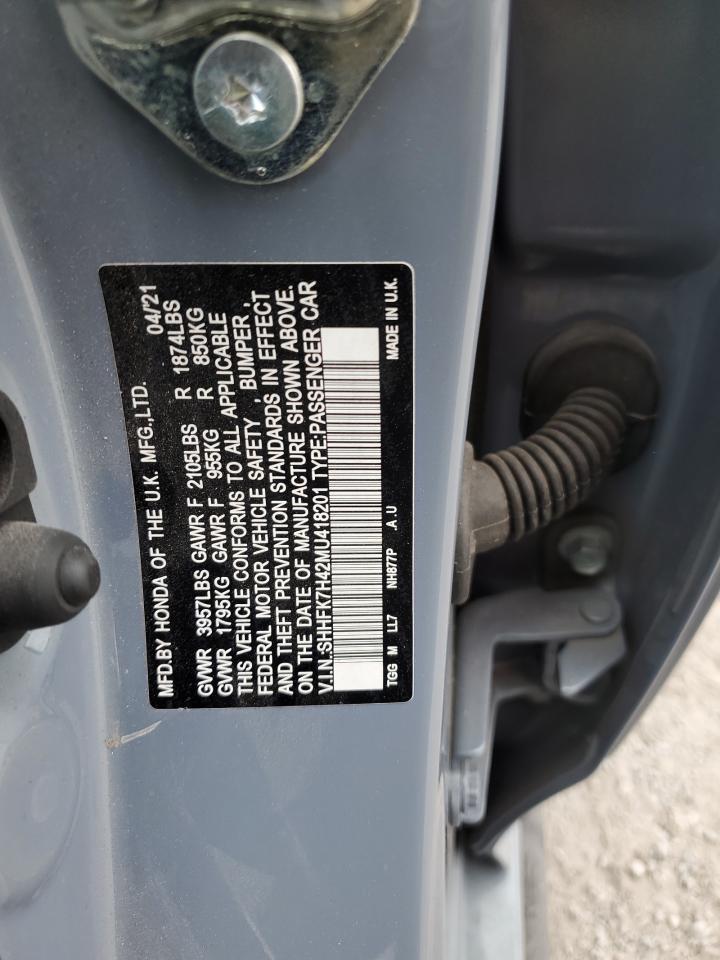 MFD.BY HONDA OF THE U.K. MFG.,LTD. 04/'21
GVWR 3957LBS GAWR F 2105LBS R 1874LBS
GVWR 1795KG GAWR F 955KG R 850KG
THIS VEHICLE CONFORMS TO ALL APPLICABLE
FEDERAL MOTOR VEHICLE SAFETY , BUMPER ,
AND THEFT PREVENTION STANDARDS IN EFFECT
ON THE DATE OF MANUFACTURE SHOWN ABOVE.
V.I.N.:SHHFK7H42MU418201 TYPE:PASSENGER CAR
TGG M LL7 NH877P .A.U MADE IN U.K.